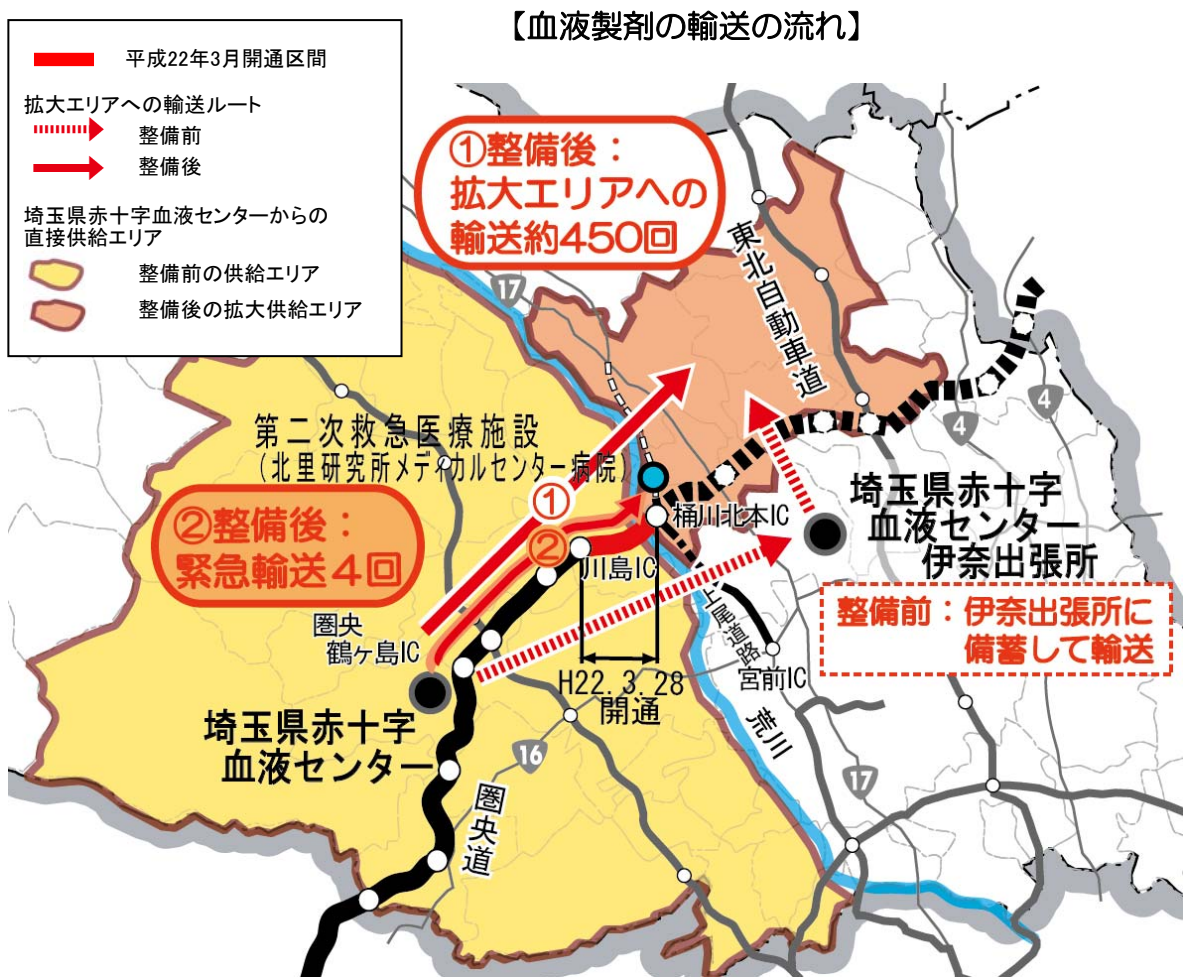 【血液製剤の輸送の流れ】
平成22年3月開通区間
拡大エリアへの輸送ルート
整備前
整備後
埼玉県赤十字血液センターからの
直接供給エリア
整備前の供給エリア
整備後の拡大供給エリア
①整備後：
拡大エリアへの
輸送約450回
17
東北自動車道
4
4
第二次救急医療施設
（北里研究所メディカルセンター病院）
①
②整備後：
緊急輸送4回
②
桶川北本IC
川島IC
埼玉県赤十字
血液センター
伊奈出張所
整備前：伊奈出張所に
備蓄して輸送
圏央
鶴ヶ島IC
上尾道路
宮前IC
H22.3.28
開通
荒川
埼玉県赤十字
血液センター
16
17
圏央道